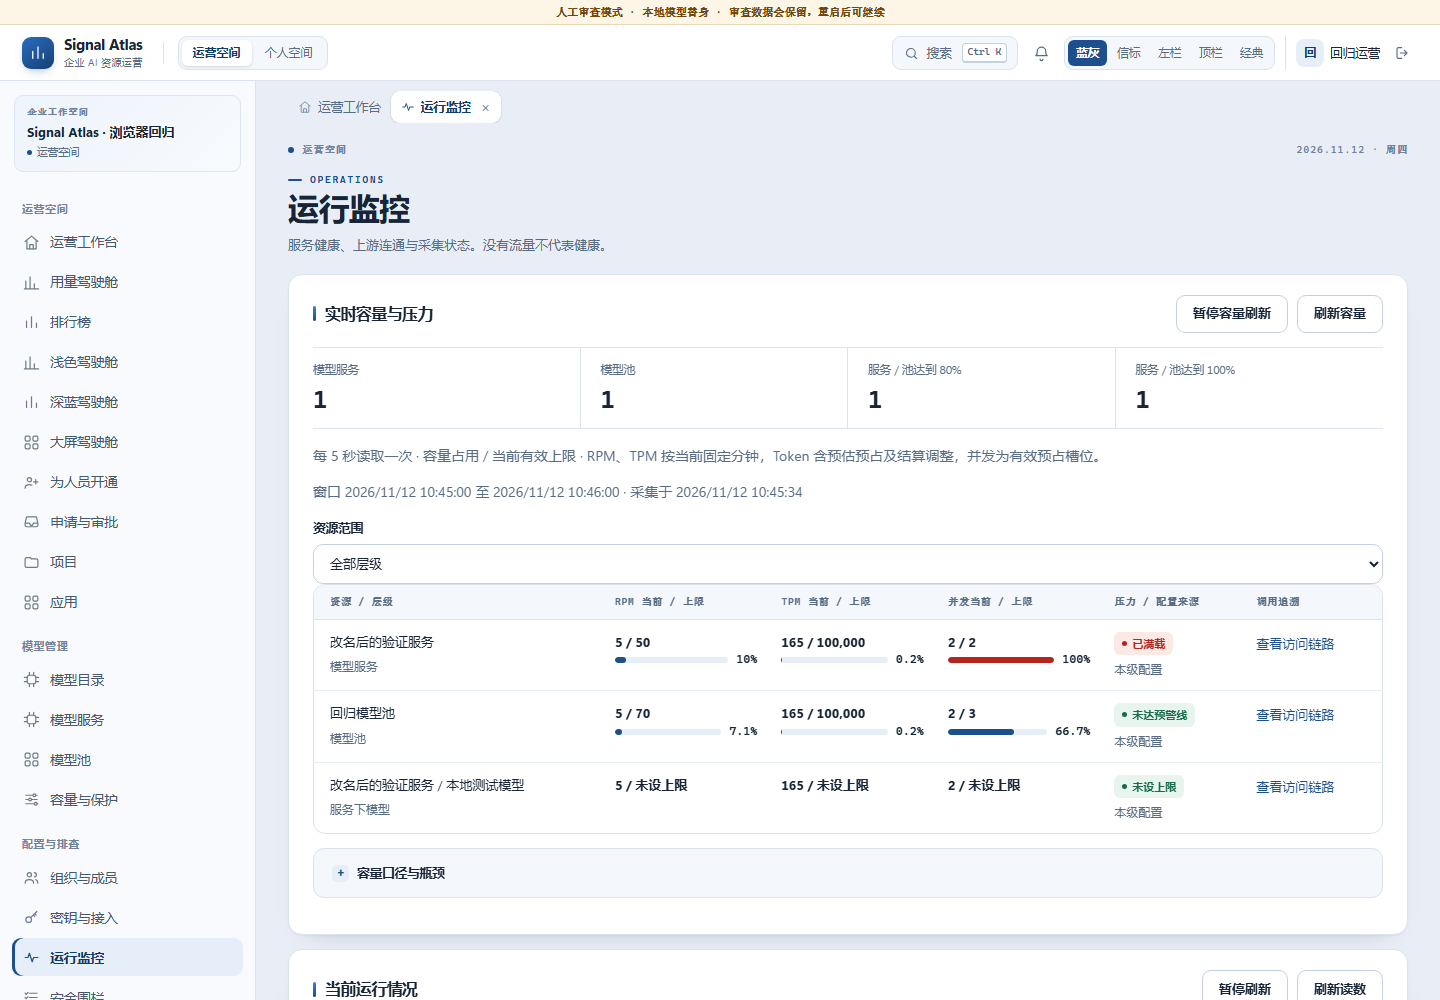 人工审查模式 · 本地模型替身 · 审查数据会保留，重启后可继续
Signal Atlas
企业 AI 资源运营
运营空间
个人空间
搜索 Ctrl K
蓝灰
信标
左栏
顶栏
经典
回
回归运营
企业工作空间
Signal Atlas · 浏览器回归
运营空间
运营空间
运营工作台
用量驾驶舱
排行榜
浅色驾驶舱
深蓝驾驶舱
大屏驾驶舱
为人员开通
申请与审批
项目
应用
模型管理
模型目录
模型服务
模型池
容量与保护
配置与排查
组织与成员
密钥与接入
运行监控
安全围栏
运营工作台
运行监控 ×
运营空间
2026.11.12 · 周四
OPERATIONS
运行监控
服务健康、上游连通与采集状态。没有流量不代表健康。
实时容量与压力
暂停容量刷新
刷新容量
模型服务
1
模型池
1
服务 / 池达到 80%
1
服务 / 池达到 100%
1
每 5 秒读取一次 · 容量占用 / 当前有效上限 · RPM、TPM 按当前固定分钟，Token 含预估预占及结算调整，并发为有效预占槽位。
窗口 2026/11/12 10:45:00 至 2026/11/12 10:46:00 · 采集于 2026/11/12 10:45:34
资源范围
全部层级
资源 / 层级
RPM 当前 / 上限
TPM 当前 / 上限
并发当前 / 上限
压力 / 配置来源
调用追溯
改名后的验证服务
模型服务
5 / 50
10%
165 / 100,000
0.2%
2 / 2
100%
已满载
本级配置
查看访问链路
回归模型池
模型池
5 / 70
7.1%
165 / 100,000
0.2%
2 / 3
66.7%
未达预警线
本级配置
查看访问链路
改名后的验证服务 / 本地测试模型
服务下模型
5 / 未设上限
165 / 未设上限
2 / 未设上限
未设上限
本级配置
查看访问链路
+ 容量口径与瓶颈
当前运行情况
暂停刷新
刷新读数